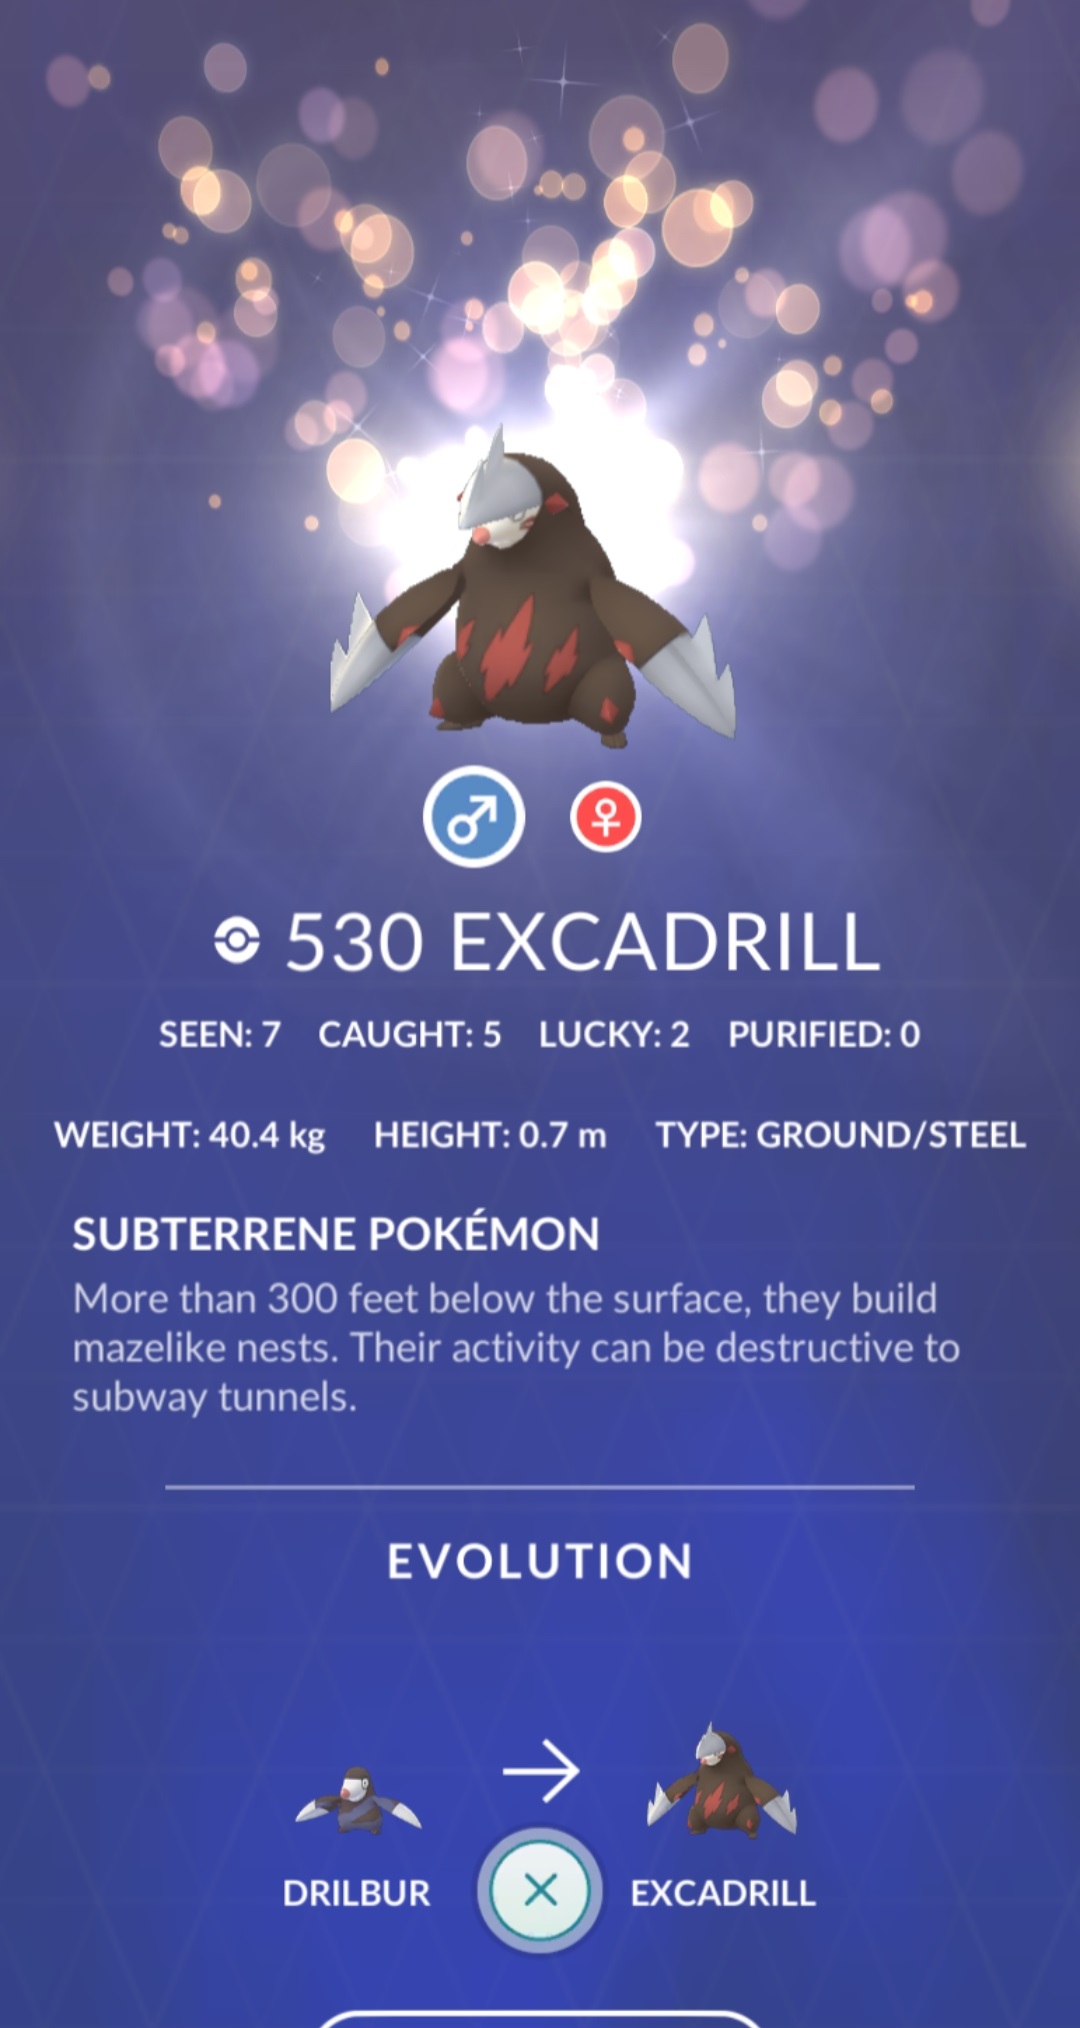 530 EXCADRILL
SEEN: 7 CAUGHT: 5 LUCKY: 2 PURIFIED: 0
WEIGHT: 40.4 kg HEIGHT: 0.7 m TYPE: GROUND/STEEL
SUBTERRENE POKÉMON
More than 300 feet below the surface, they build
mazelike nests. Their activity can be destructive to
subway tunnels.
EVOLUTION
DRILBUR EXCADRILL